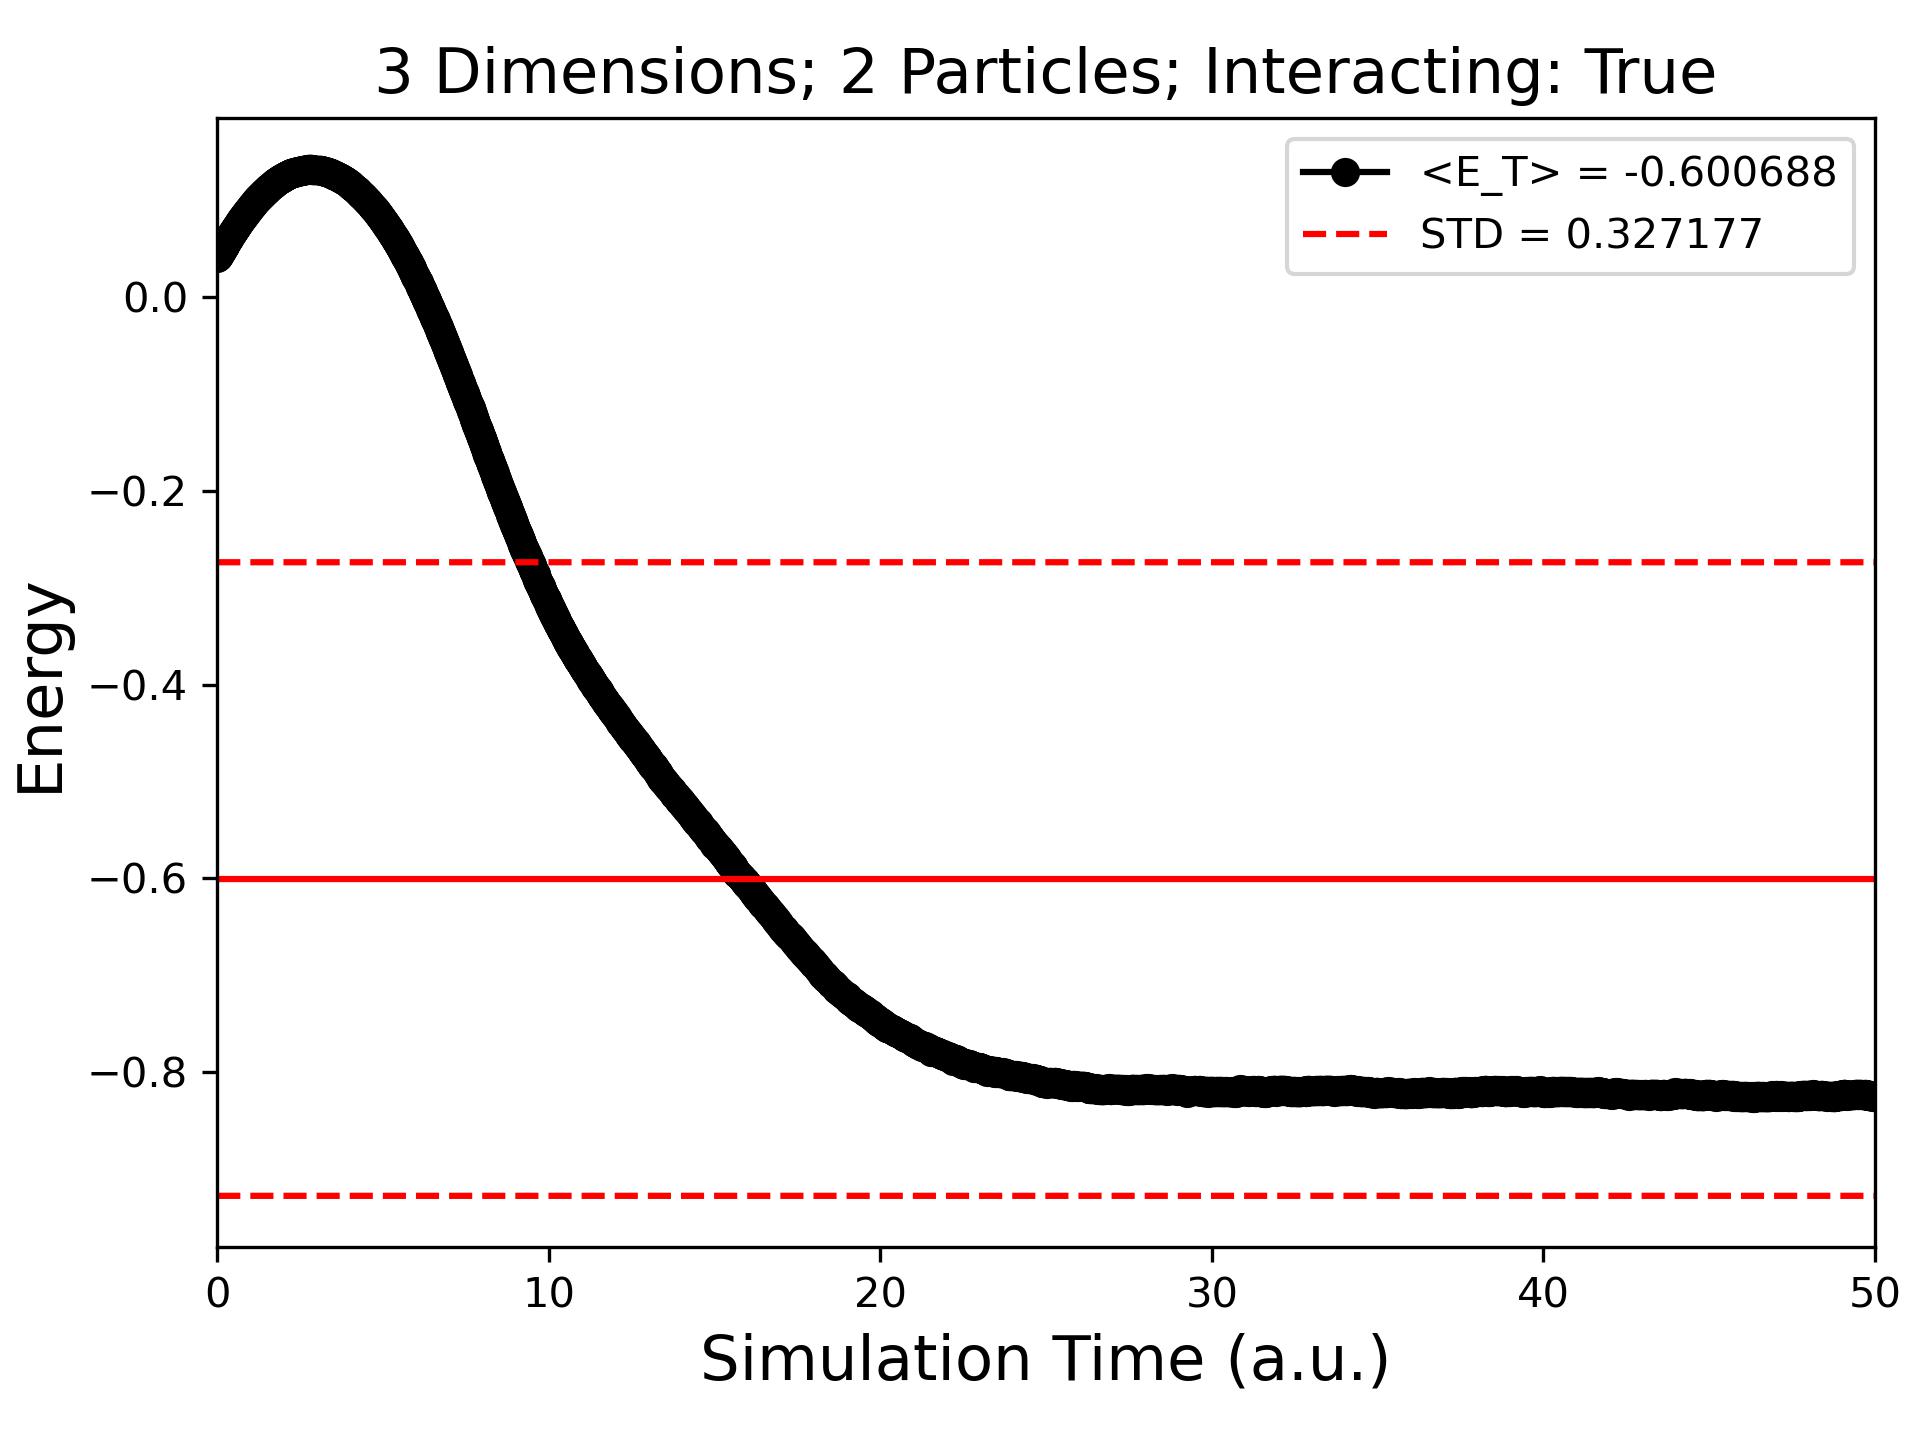 3 Dimensions; 2 Particles; Interacting: True
<E_T> = -0.600688
STD = 0.327177
Energy
0.0
−0.2
−0.4
−0.6
−0.8
0 10 20 30 40 50
Simulation Time (a.u.)